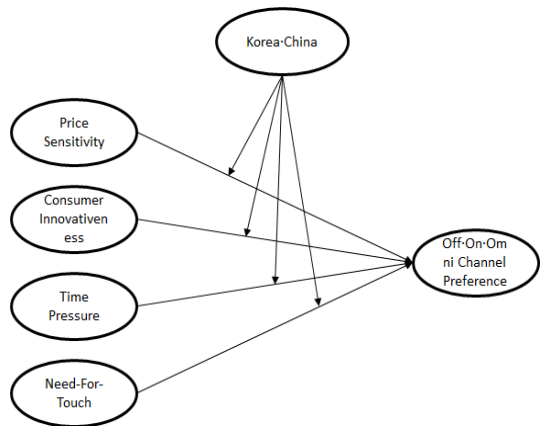 Korea·China
Price
Sensitivity
Consumer
Innovativen
ess
Time
Pressure
Need-For-
Touch
Off·On·Om
ni Channel
Preference